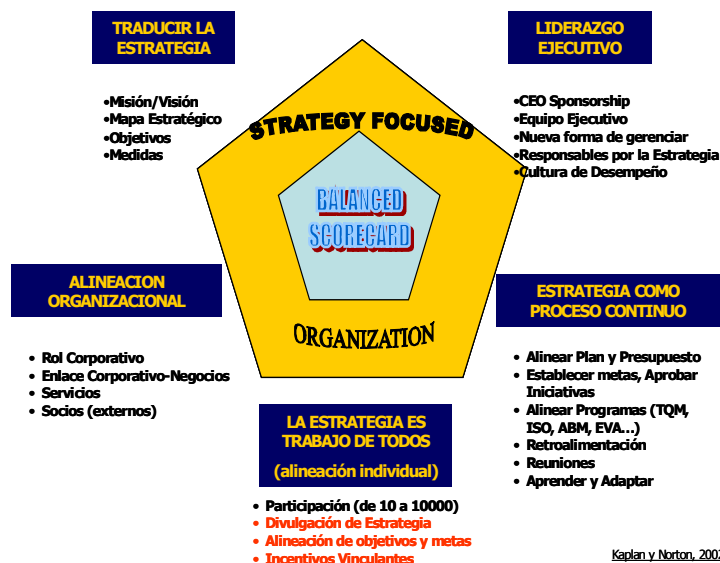 TRADUCIR LA
ESTRATEGIA
•Misión/Visión
•Mapa Estratégico
•Objetivos
•Medidas
LIDERAZGO
EJECUTIVO
•CEO Sponsorship
•Equipo Ejecutivo
•Nueva forma de gerenciar
•Responsables por la Estrategia
•Cultura de Desempeño
STRATEGY FOCUSED
BALANCED
SCORECARD
ORGANIZATION
ALINEACION
ORGANIZACIONAL
• Rol Corporativo
• Enlace Corporativo-Negocios
• Servicios
• Socios (externos)
ESTRATEGIA COMO
PROCESO CONTINUO
• Alinear Plan y Presupuesto
• Establecer metas, Aprobar
Iniciativas
• Alinear Programas (TQM,
ISO, ABM, EVA…)
• Retroalimentación
• Reuniones
• Aprender y Adaptar
LA ESTRATEGIA ES
TRABAJO DE TODOS
(alineación individual)
• Participación (de 10 a 10000)
• Divulgación de Estrategia
• Alineación de objetivos y metas
• Incentivos Vinculantes
Kaplan y Norton,